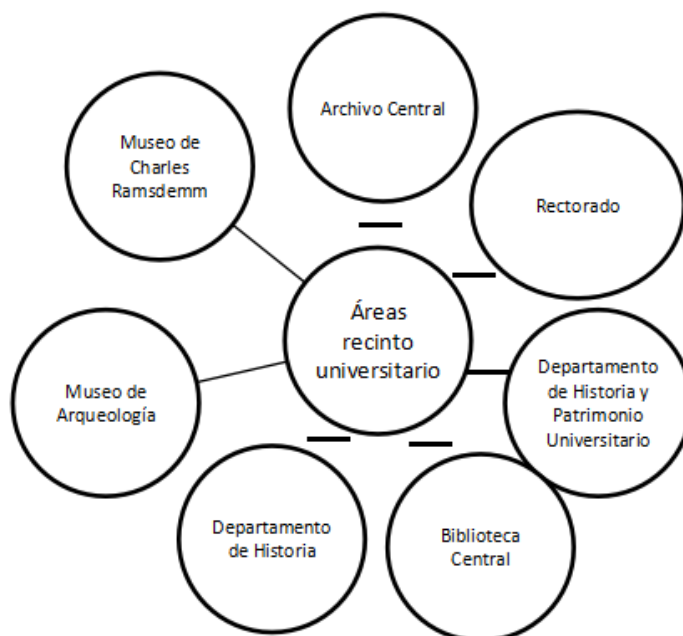 Archivo Central
Museo de
Charles
Ramsdemm
Rectorado
Áreas
recinto
universitario
Departamento
de Historia y
Patrimonio
Universitario
Museo de
Arqueología
Departamento
de Historia
Biblioteca
Central